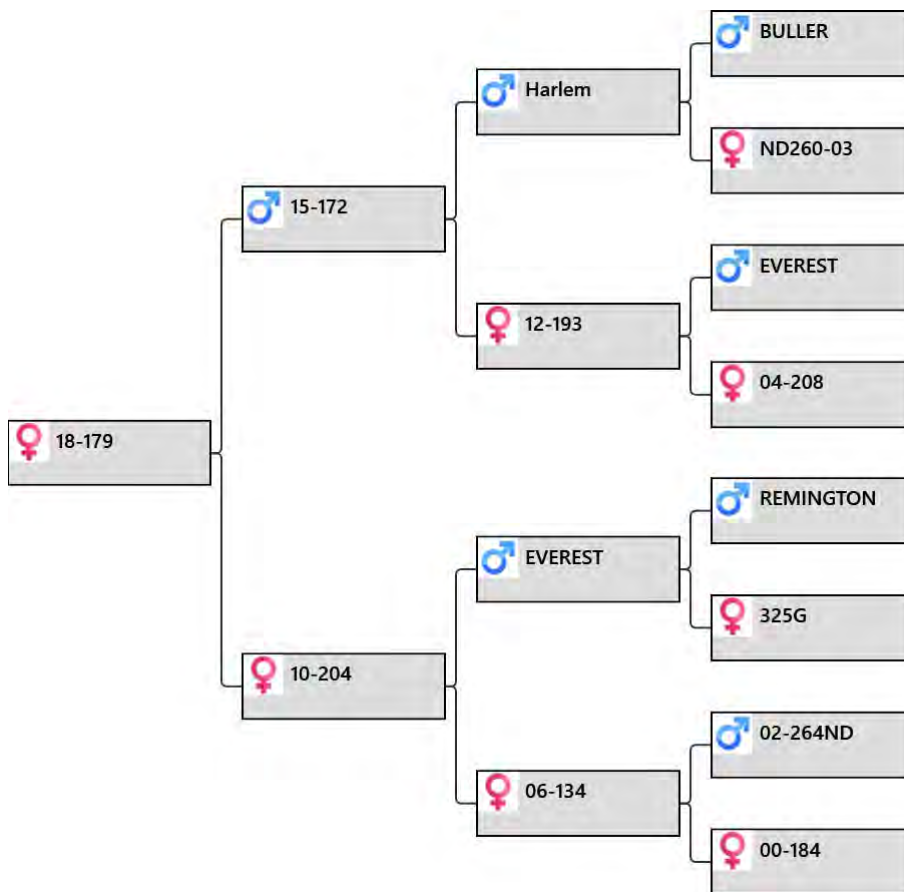 BULLER
Harlem
ND260-03
15-172
EVEREST
12-193
04-208
18-179
REMINGTON
EVEREST
325G
10-204
02-264ND
06-134
00-184